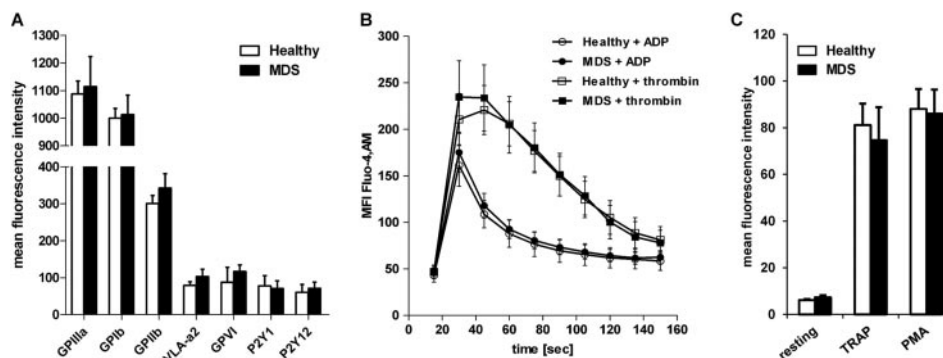 A
mean fluorescence intensity
1300
1200
1100
1000
900
400
300
200
100
0
Healthy
MDS
GPIIIa
GPIb
GPIIb
VLA-a2
GPVI
P2Y1
P2Y12
B
MFI Fluo-4,AM
300
250
200
150
100
50
0
Healthy + ADP
MDS + ADP
Healthy + thrombin
MDS + thrombin
0 20 40 60 80 100 120 140 160
time [sec]
C
mean fluorescence intensity
120
100
80
60
40
20
0
Healthy
MDS
resting
TRAP
PMA